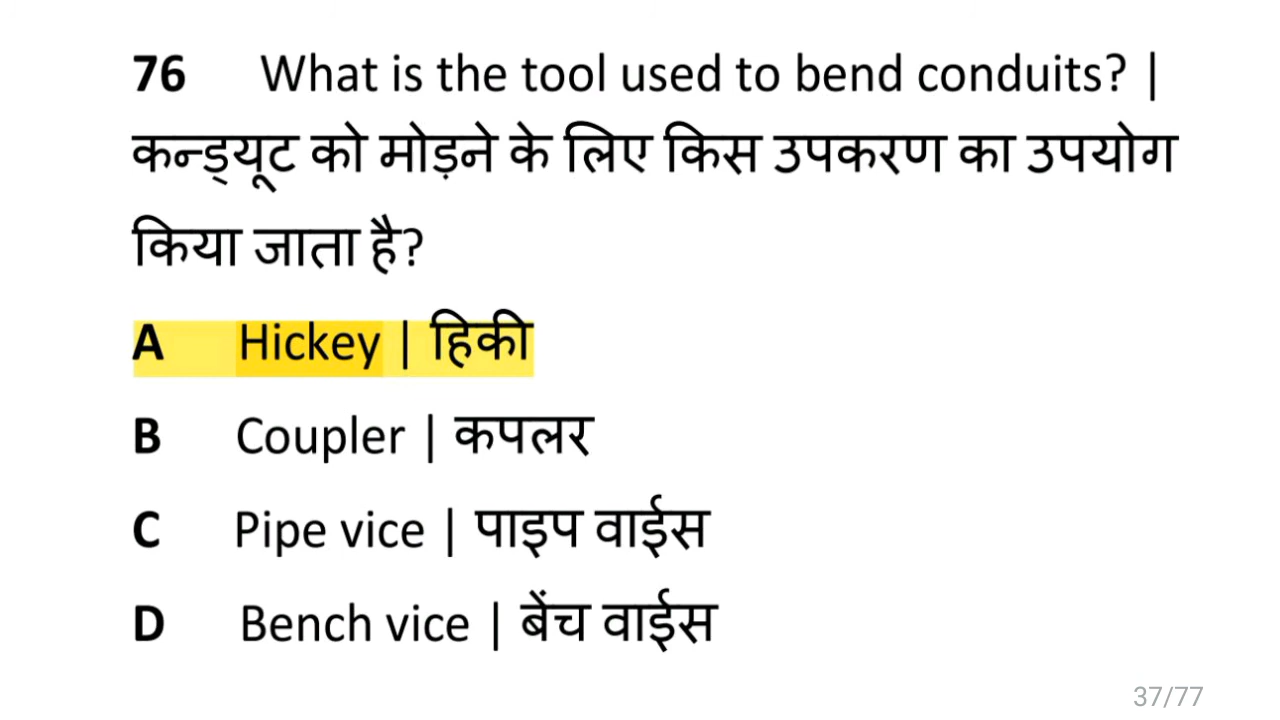 76 What is the tool used to bend conduits? |
कन्ड्यूट को मोड़ने के लिए किस उपकरण का उपयोग
किया जाता है?
A Hickey | हिकी
B Coupler | कपलर
C Pipe vice | पाइप वाईस
D Bench vice | बेंच वाईस
37/77